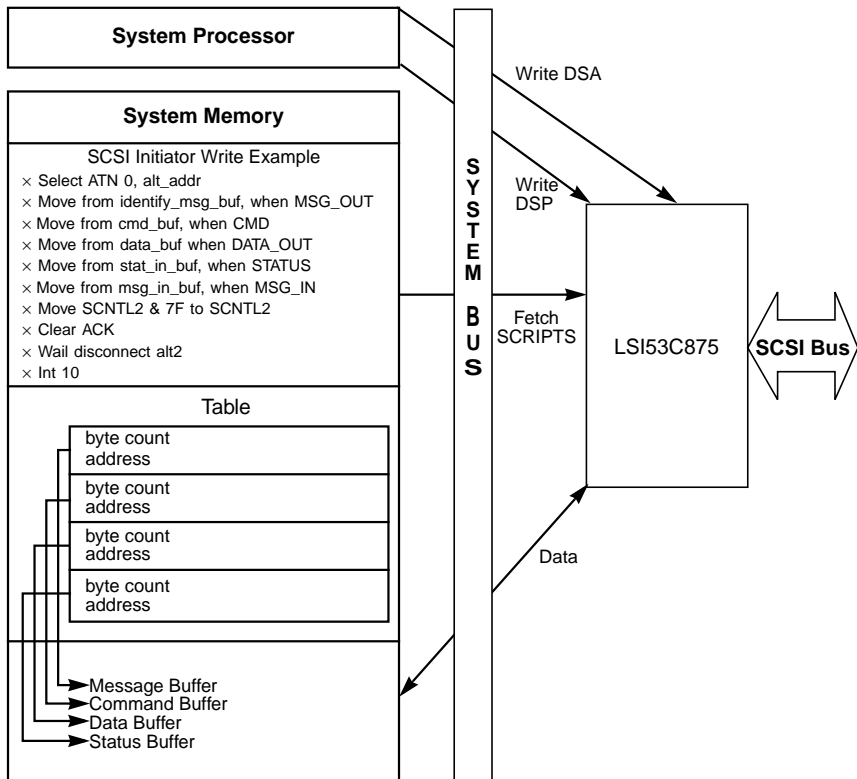 System Processor
System Memory
SCSI Initiator Write Example
× Select ATN 0, alt_addr
× Move from identify_msg_buf, when MSG_OUT
× Move from cmd_buf, when CMD
× Move from data_buf when DATA_OUT
× Move from stat_in_buf, when STATUS
× Move from msg_in_buf, when MSG_IN
× Move SCNTL2 & 7F to SCNTL2
× Clear ACK
× Wail disconnect alt2
× Int 10
Table
byte count
address
byte count
address
byte count
address
byte count
address
Message Buffer
Command Buffer
Data Buffer
Status Buffer
SYSTEM BUS
Write DSA
Write
DSP
Fetch
SCRIPTS
Data
LSI53C875
SCSI Bus